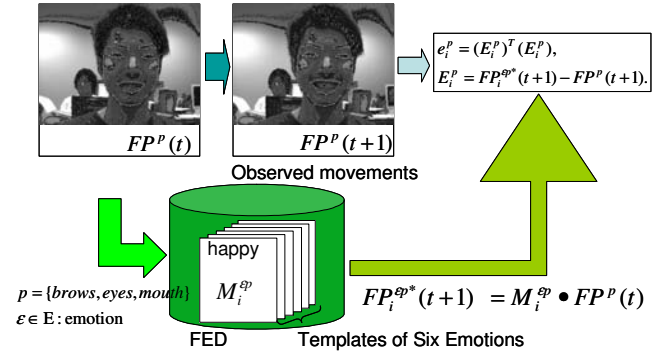 e_i^p = (E_i^p)^T (E_i^p),
E_i^p = FP_i^{εp*}(t+1) − FP^p(t+1).
FP^p(t)
FP^p(t+1)
Observed movements
happy
M_i^{εp}
p = {brows, eyes, mouth}
ε ∈ E : emotion
FP_i^{εp*}(t+1) = M_i^{εp} • FP^p(t)
FED
Templates of Six Emotions